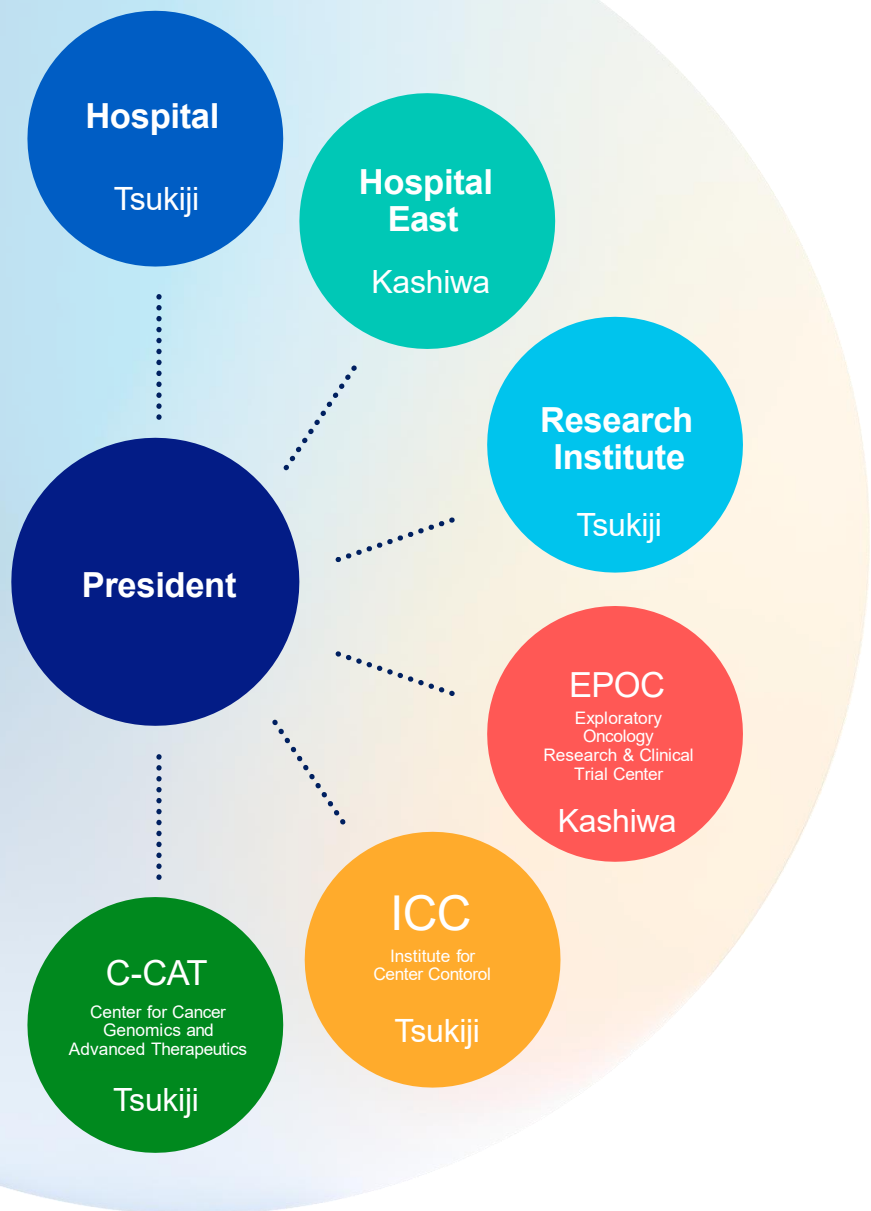 Hospital
Tsukiji
Hospital
East
Kashiwa
Research
Institute
Tsukiji
President
EPOC
Exploratory
Oncology
Research & Clinical
Trial Center
Kashiwa
ICC
Institute for
Center Contorol
Tsukiji
C-CAT
Center for Cancer
Genomics and
Advanced Therapeutics
Tsukiji